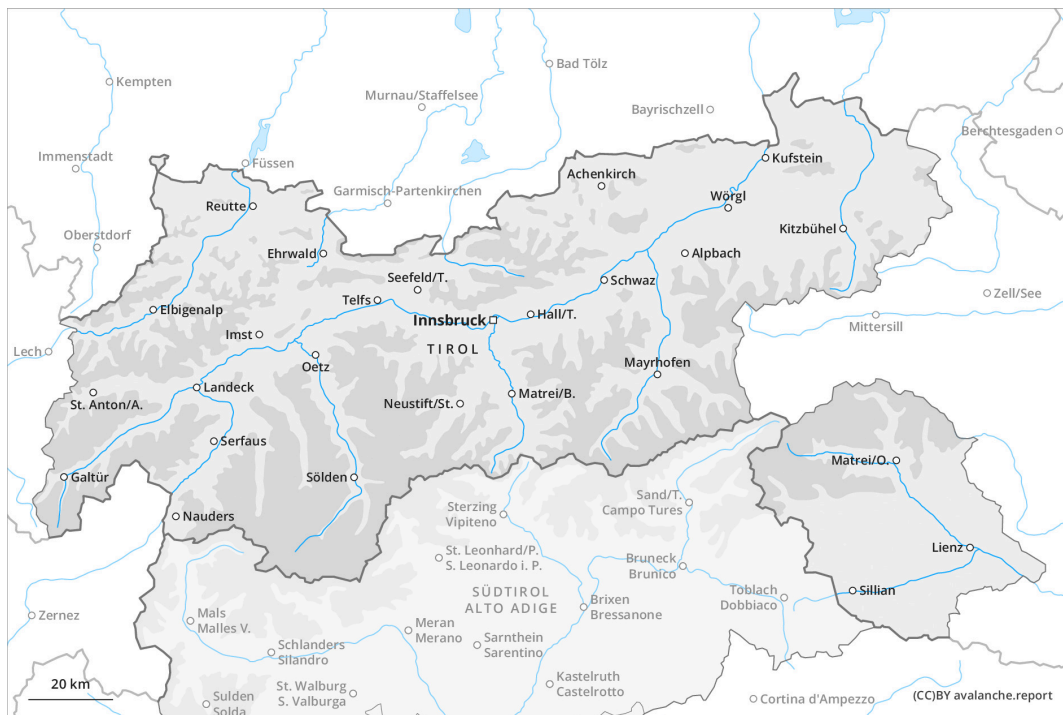 Kempten
Bad Tölz
Murnau/Staffelsee
Bayrischzell
Berchtesgaden
Immenstadt
Füssen
Kufstein
Achenkirch
Garmisch-Partenkirchen
Reutte
Wörgl
Kitzbühel
Oberstdorf
Ehrwald
Alpbach
Seefeld/T.
Schwaz
Zell/See
Telfs
Elbigenalp
Innsbruck
Hall/T.
Mittersill
Imst
TIROL
Lech
Oetz
Mayrhofen
Landeck
St. Anton/A.
Neustift/St.
Matrei/B.
Serfaus
Matrei/O.
Galtür
Sölden
Sand/T.
Campo Tures
Sterzing
Vipiteno
Nauders
Lienz
St. Leonhard/P.
S. Leonardo i. P.
Bruneck
Brunico
SÜDTIROL
ALTO ADIGE
Sillian
Toblach
Dobbiaco
Brixen
Bressanone
Zernez
Mals
Malles V.
Meran
Merano
Sarnthein
Sarentino
Schlanders
Silandro
20 km
St. Walburg
S. Valburga
Kastelruth
Castelrotto
Sulden
Solda
Cortina d'Ampezzo
(CC)BY avalanche.report